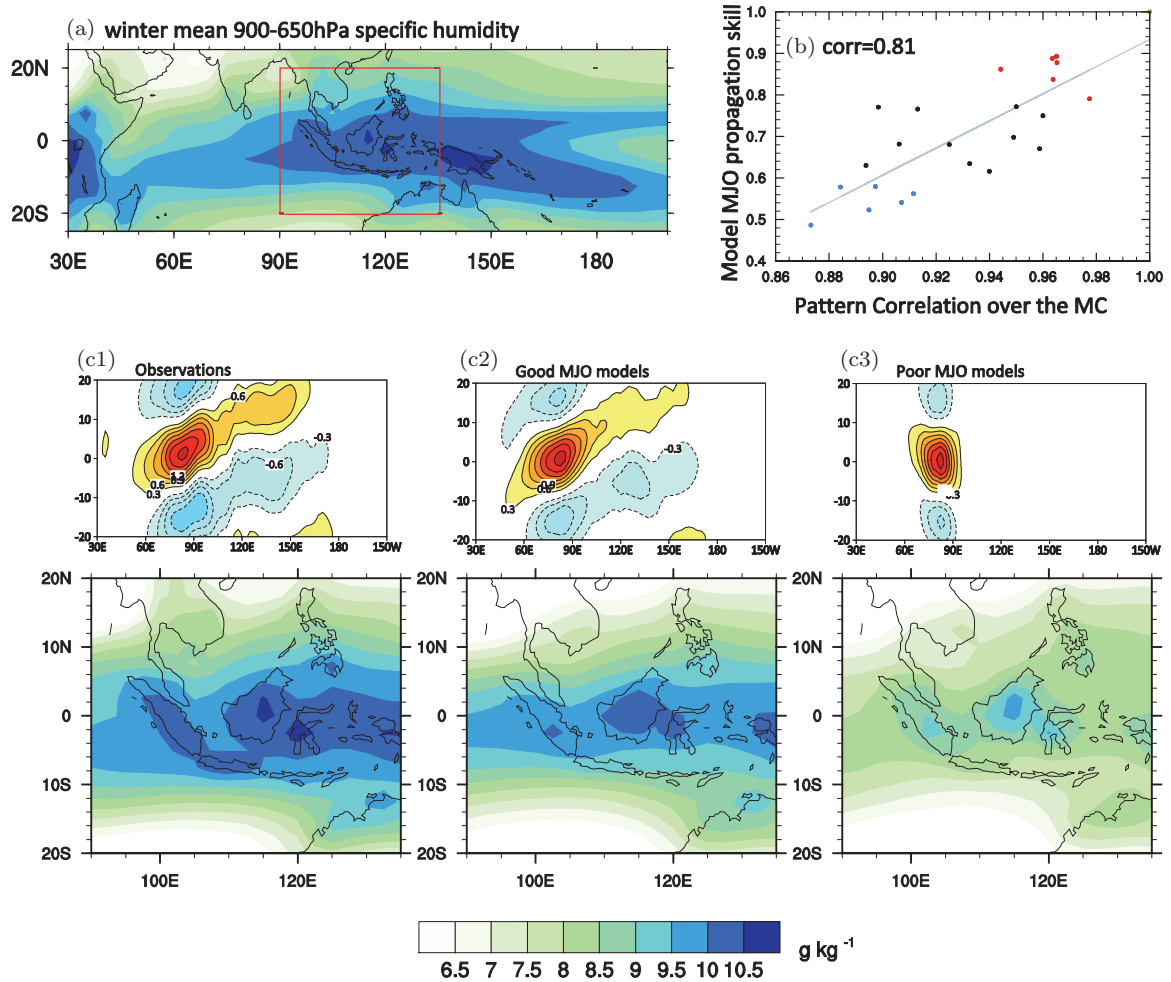 (a) winter mean 900-650hPa specific humidity
20N
0
20S
30E 60E 90E 120E 150E 180
(b) corr=0.81
Model MJO propagation skill
1.0
0.9
0.8
0.7
0.6
0.5
0.4
0.86 0.90 0.92 0.94 0.96 0.98 1.00
Pattern Correlation over the MC
(c1) Observations
20
10
0
-10
-20
30E 60E 90E 120E 150E 180 150W
0.6
-0.3
-0.6
0.6
0.3
(c2) Good MJO models
20
10
0
-10
-20
30E 60E 90E 120E 150E 180 150W
-0.3
0.3
(c3) Poor MJO models
20
10
0
-10
-20
30E 60E 90E 120E 150E 180 150W
20N
10N
0
10S
20S
100E 120E
20N
10N
0
10S
20S
100E 120E
20N
10N
0
10S
20S
100E 120E
6.5 7 7.5 8 8.5 9 9.5 10 10.5
g kg⁻¹